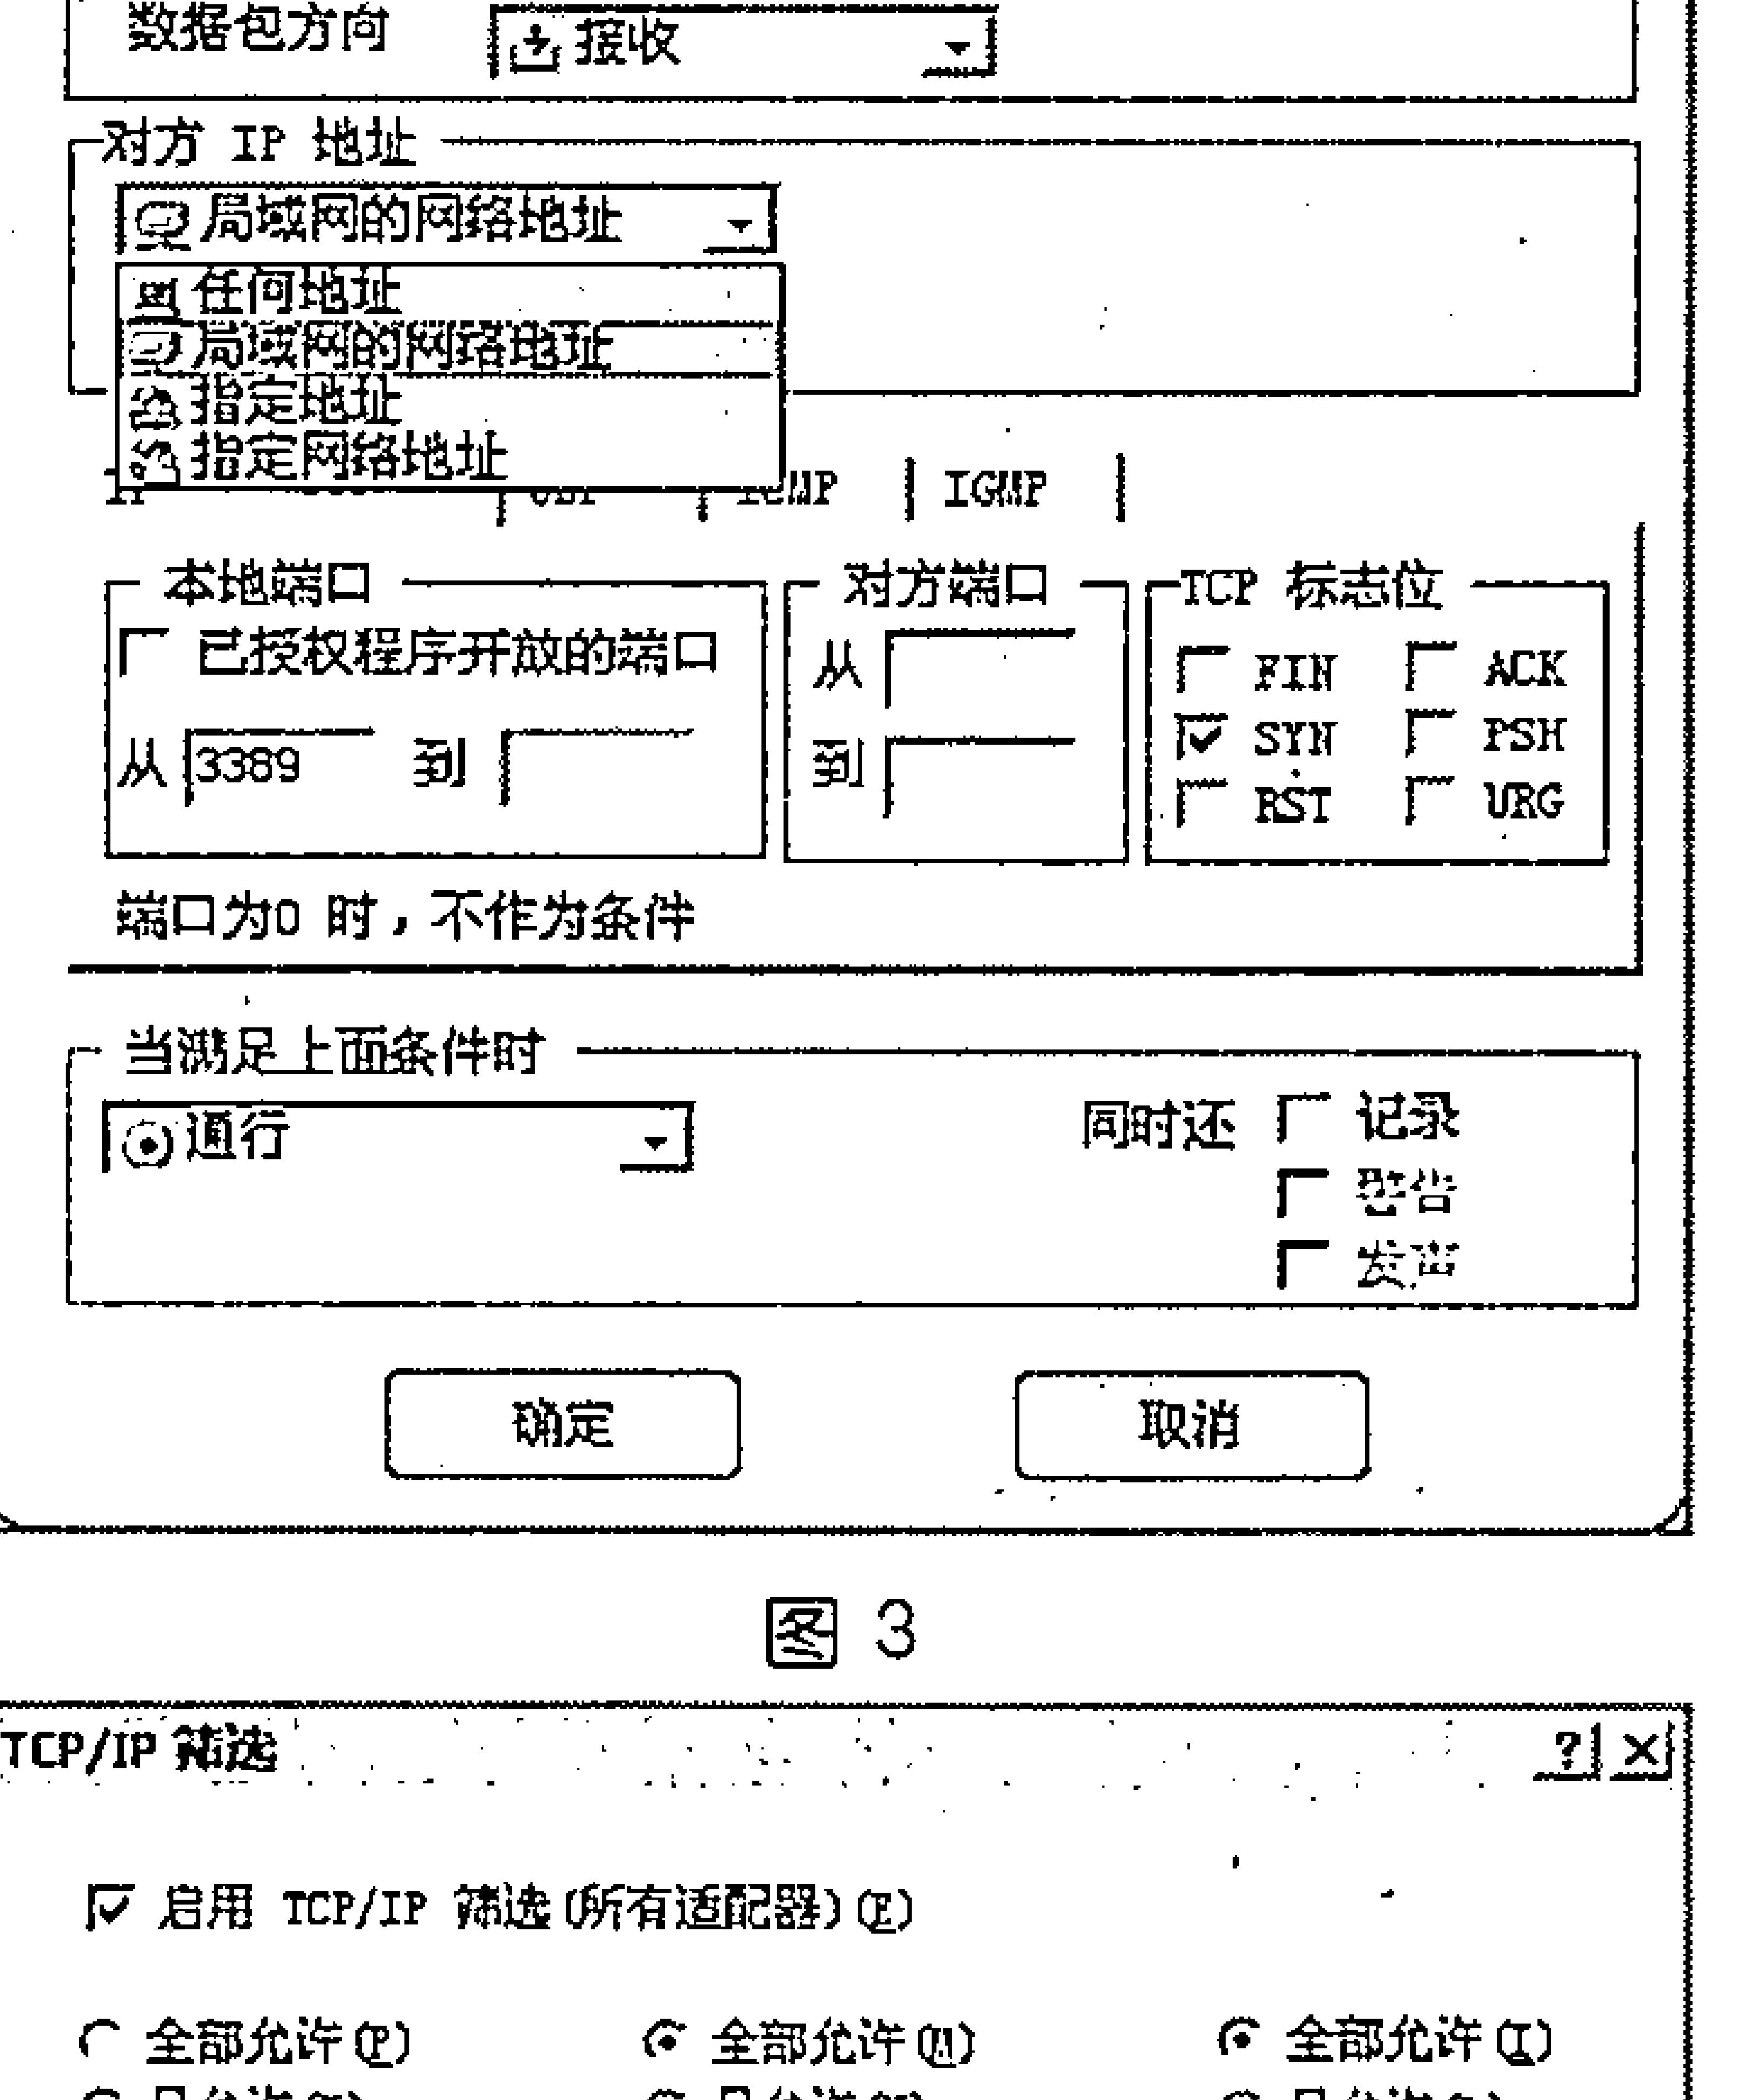 数据包方向 接收
对方 IP 地址
局域网的网络地址
任何地址
局域网的网络地址
指定地址
指定网络地址
IGMP
本地端口 对方端口 TCP 标志位
已授权程序开放的端口 从 FIN ACK
从 3389 到 到 SYN PSH
RST URG
端口为0 时，不作为条件
当满足上面条件时
通行 同时还 记录
警告
发声
确定 取消
图 3
TCP/IP 筛选
启用 TCP/IP 筛选(所有适配器)(E)
全部允许(P) 全部允许(M) 全部允许(I)